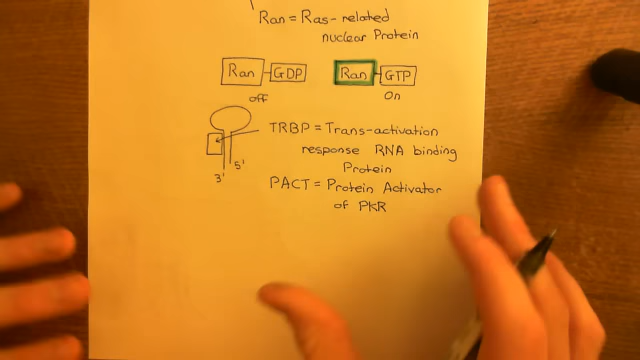 Ran = Ras-related
nuclear Protein
Ran GDP Ran GTP
Off On
TRBP = Trans-activation
response RNA binding
Protein
5'
3'
PACT = Protein Activator
of PKR